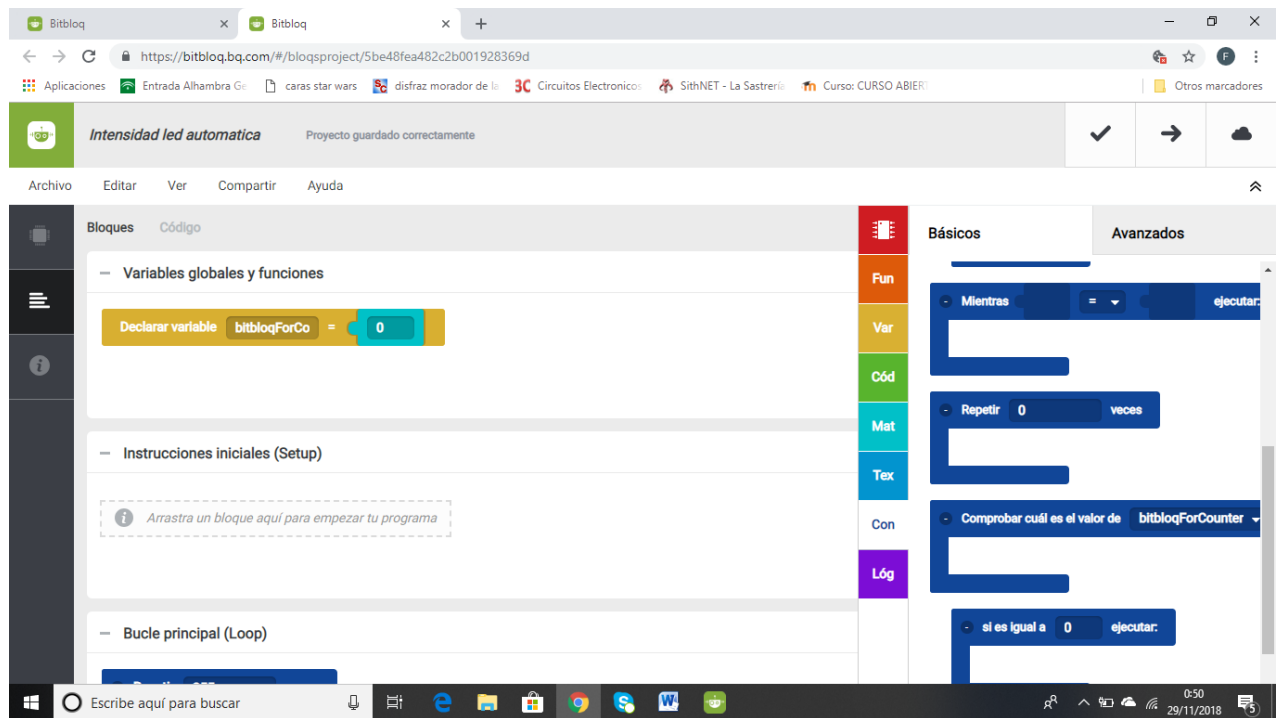 Bitbloq
Bitbloq
https://bitbloq.bq.com/#/bloqsproject/5be48fea482c2b001928369d
F
Aplicaciones Entrada Alhambra Ge caras star wars disfraz morador de la Circuitos Electronicos SithNET - La Sastrería Curso: CURSO ABIERT Otros marcadores
Intensidad led automatica Proyecto guardado correctamente
Archivo Editar Ver Compartir Ayuda
Bloques Código
Variables globales y funciones
Declarar variable bitbloqForCo = 0
Instrucciones iniciales (Setup)
Arrastra un bloque aquí para empezar tu programa
Bucle principal (Loop)
Fun
Var
Cód
Mat
Tex
Con
Lóg
Básicos Avanzados
Mientras = ejecutar:
Repetir 0 veces
Comprobar cuál es el valor de bitbloqForCounter
si es igual a 0 ejecutar:
Escribe aquí para buscar
0:50
29/11/2018
5